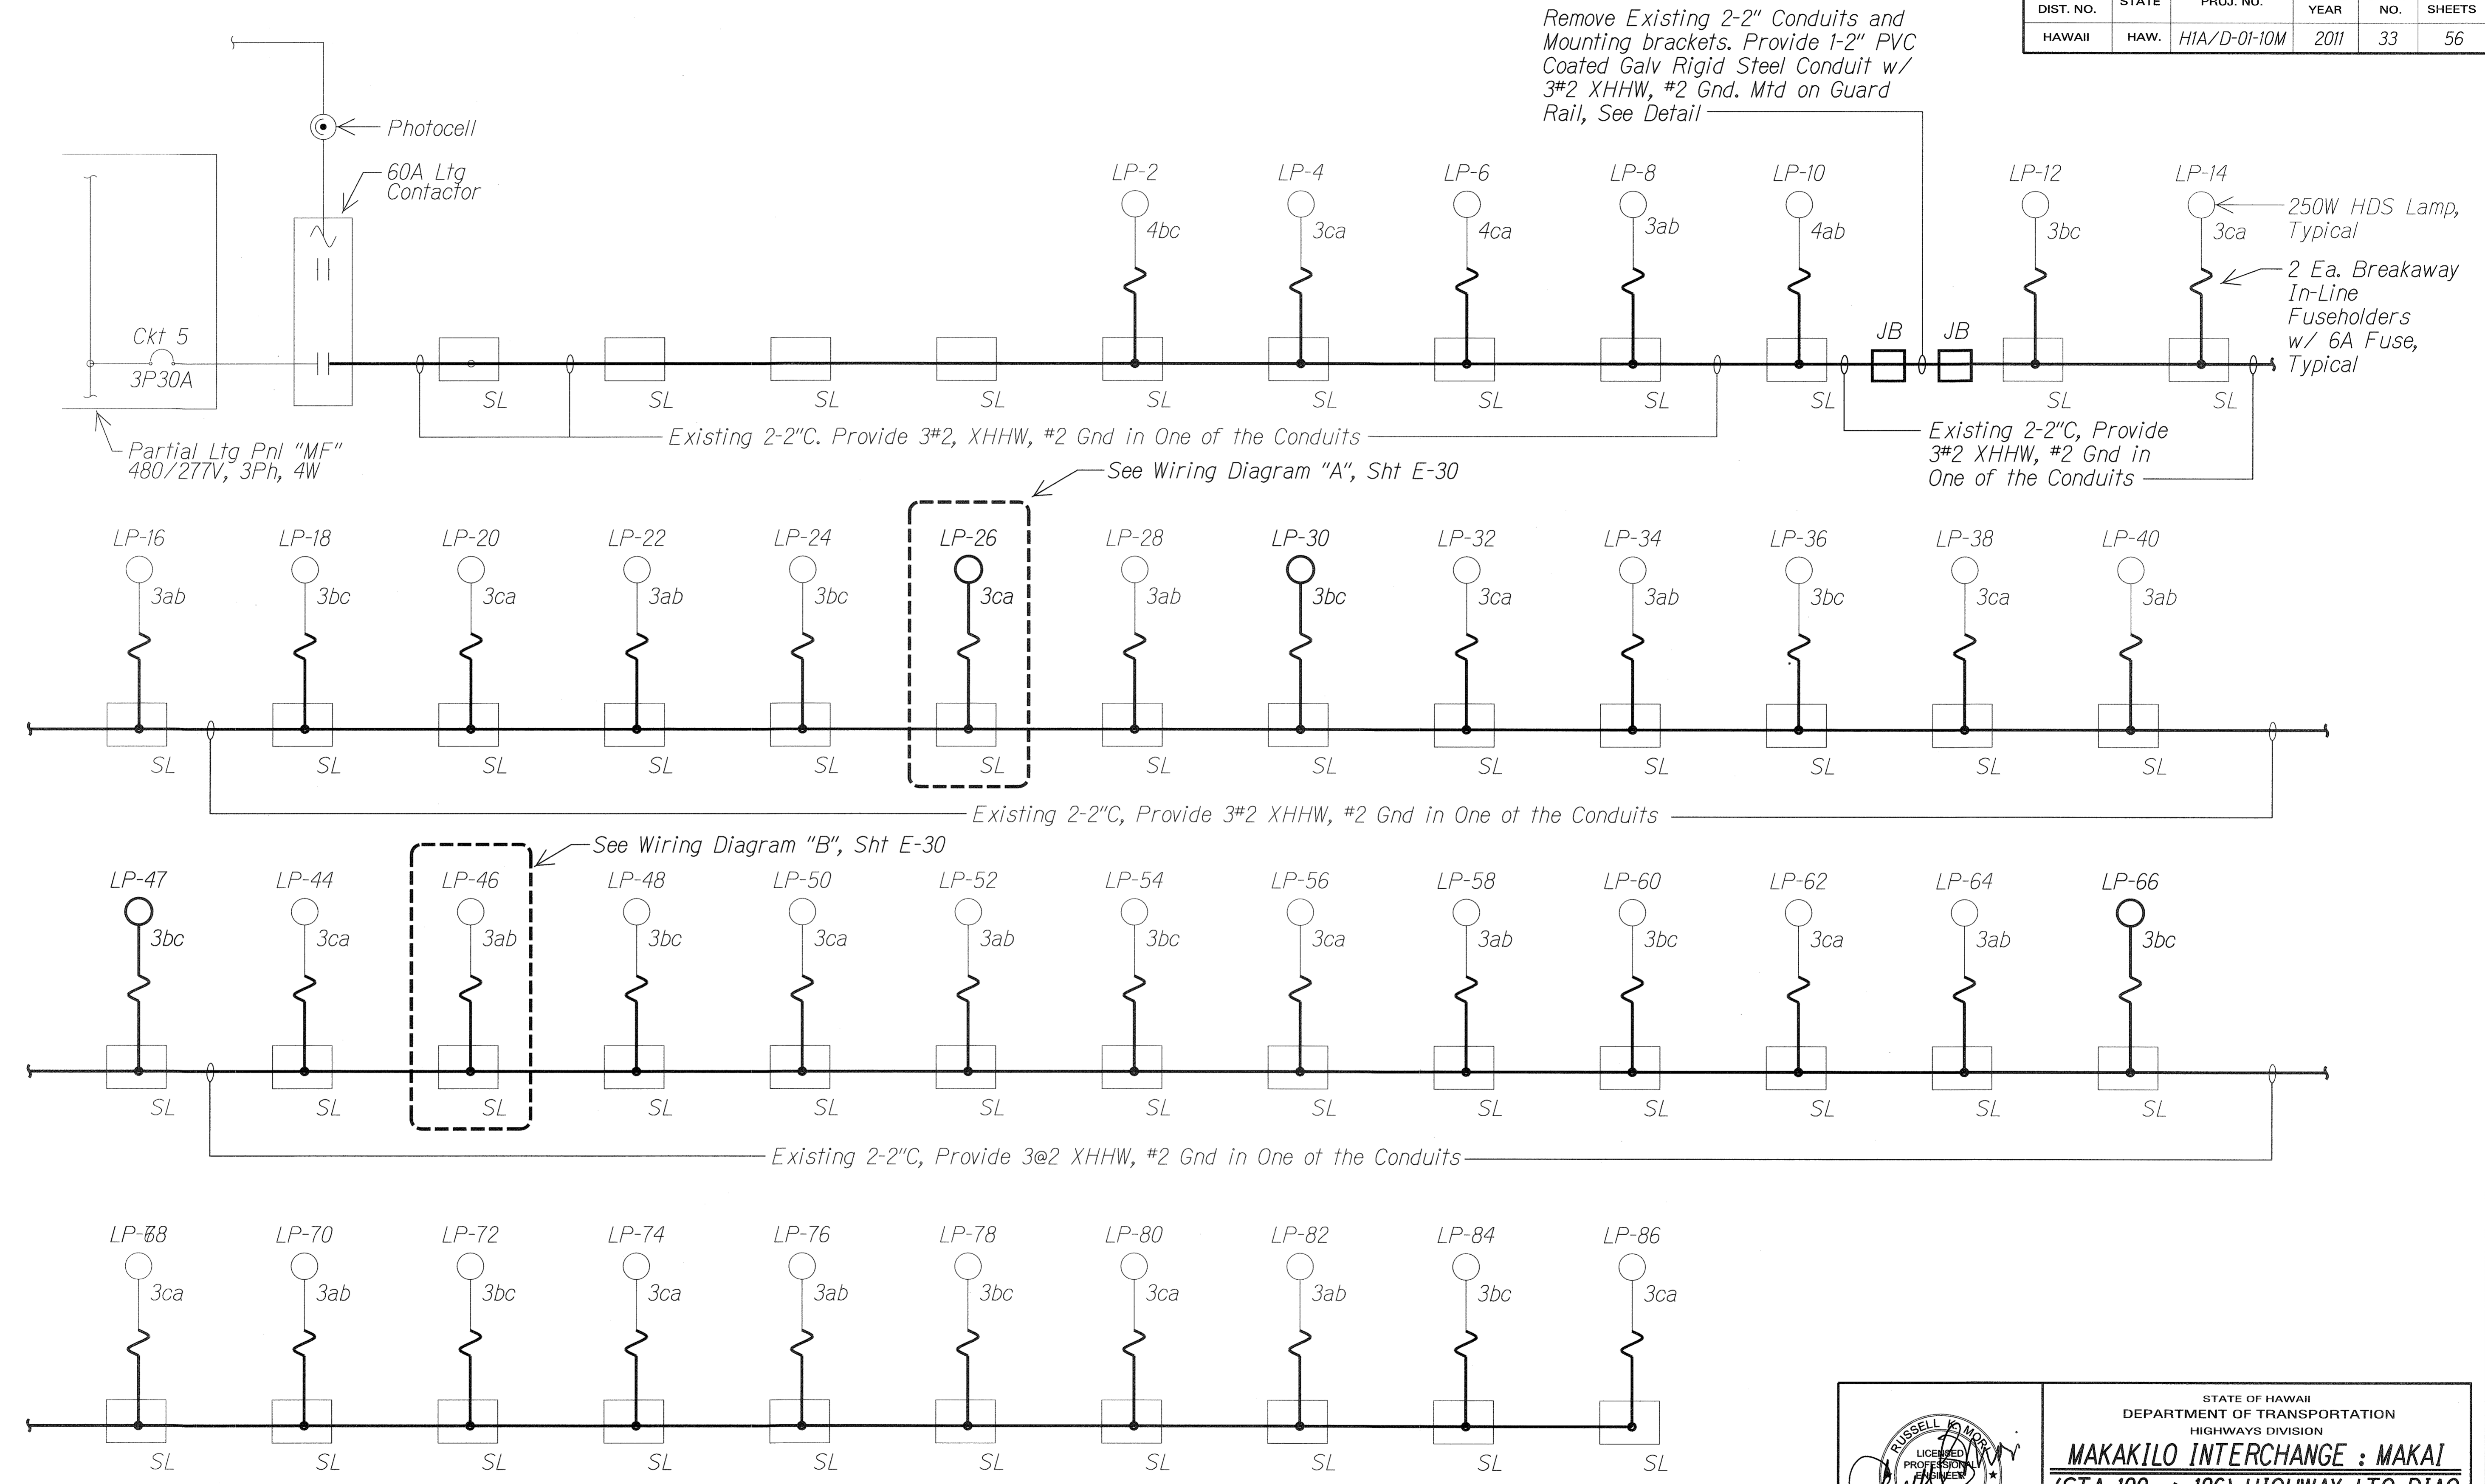 DIST. NO. STATE PROJ. NO. YEAR NO. SHEETS
HAWAII HAW. H1A/D-01-10M 2011 33 56
Remove Existing 2-2" Conduits and
Mounting brackets. Provide 1-2" PVC
Coated Galv Rigid Steel Conduit w/
3#2 XHHW, #2 Gnd. Mtd on Guard
Rail, See Detail
Photocell
60A Ltg
Contactor
LP-2 LP-4 LP-6 LP-8 LP-10 LP-12 LP-14
4bc 3ca 4ca 3ab 4ab 3bc 3ca
250W HDS Lamp,
Typical
2 Ea. Breakaway
In-Line
Fuseholders
w/ 6A Fuse,
Typical
Ckt 5
3P30A
JB JB
SL SL SL SL SL SL SL SL SL SL SL
Partial Ltg Pnl "MF"
480/277V, 3Ph, 4W
Existing 2-2"C. Provide 3#2, XHHW, #2 Gnd in One of the Conduits
Existing 2-2"C, Provide
3#2 XHHW, #2 Gnd in
One of the Conduits
See Wiring Diagram "A", Sht E-30
LP-16 LP-18 LP-20 LP-22 LP-24 LP-26 LP-28 LP-30 LP-32 LP-34 LP-36 LP-38 LP-40
3ab 3bc 3ca 3ab 3bc 3ca 3ab 3bc 3ca 3ab 3bc 3ca 3ab
SL SL SL SL SL SL SL SL SL SL SL SL SL
Existing 2-2"C, Provide 3#2 XHHW, #2 Gnd in One of the Conduits
See Wiring Diagram "B", Sht E-30
LP-47 LP-44 LP-46 LP-48 LP-50 LP-52 LP-54 LP-56 LP-58 LP-60 LP-62 LP-64 LP-66
3bc 3ca 3ab 3bc 3ca 3ab 3bc 3ca 3ab 3bc 3ca 3ab 3bc
SL SL SL SL SL SL SL SL SL SL SL SL SL
Existing 2-2"C, Provide 3@2 XHHW, #2 Gnd in One of the Conduits
LP-70 LP-72 LP-74 LP-76 LP-78 LP-80 LP-82 LP-84 LP-86
3ca 3ab 3bc 3ca 3ab 3bc 3ca 3ab 3bc 3ca
SL SL SL SL SL SL SL SL SL SL
RUSSELL K.
LICENSED
PROFESSIONAL
ENGINEER
STATE OF HAWAII
DEPARTMENT OF TRANSPORTATION
HIGHWAYS DIVISION
MAKAKILO INTERCHANGE : MAKAI